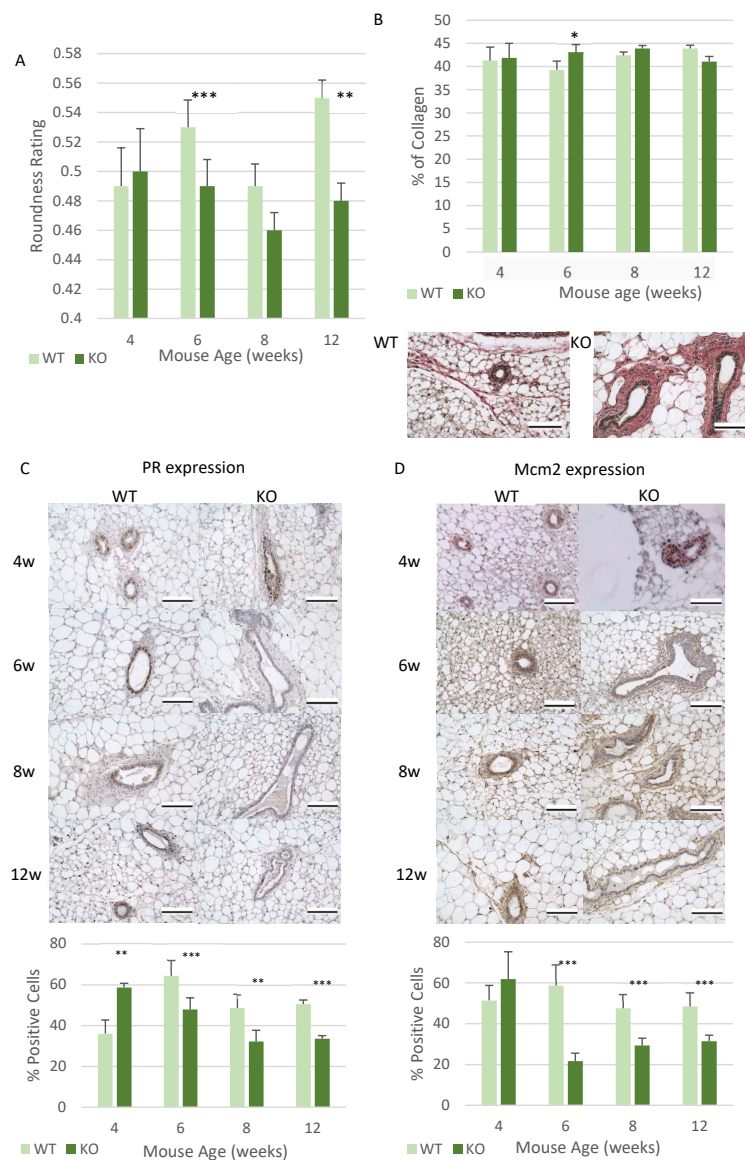 A
0.58
0.56
0.54
0.52
0.5
0.48
0.46
0.44
0.42
0.4
Roundness Rating
***
**
4
6
8
12
WT
KO
Mouse Age (weeks)
B
50
45
40
35
30
25
20
15
10
5
0
% of Collagen
*
4
6
8
12
WT
KO
Mouse age (weeks)
WT
KO
C
PR expression
WT
KO
4w
6w
8w
12w
80
60
40
20
0
% Positive Cells
**
***
**
***
4
6
8
12
WT
KO
Mouse Age (weeks)
D
Mcm2 expression
WT
KO
4w
6w
8w
12w
80
60
40
20
0
% Positive Cells
***
***
***
4
6
8
12
WT
KO
Mouse Age (weeks)